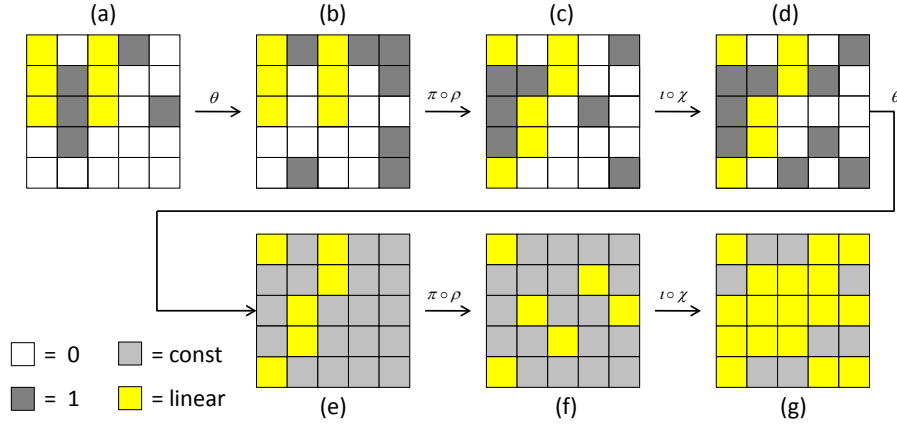 (a) (b) (c) (d)
θ π ∘ ρ ι ∘ χ θ
π ∘ ρ ι ∘ χ
= 0 = const
= 1 = linear
(e) (f) (g)